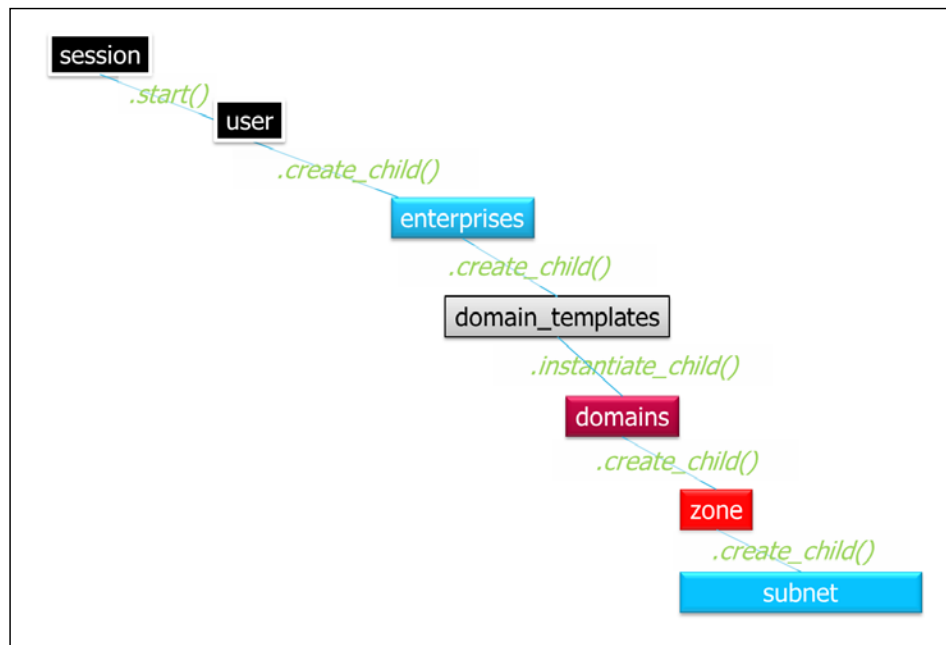 session
.start()
user
.create_child()
enterprises
.create_child()
domain_templates
.instantiate_child()
domains
.create_child()
zone
.create_child()
subnet